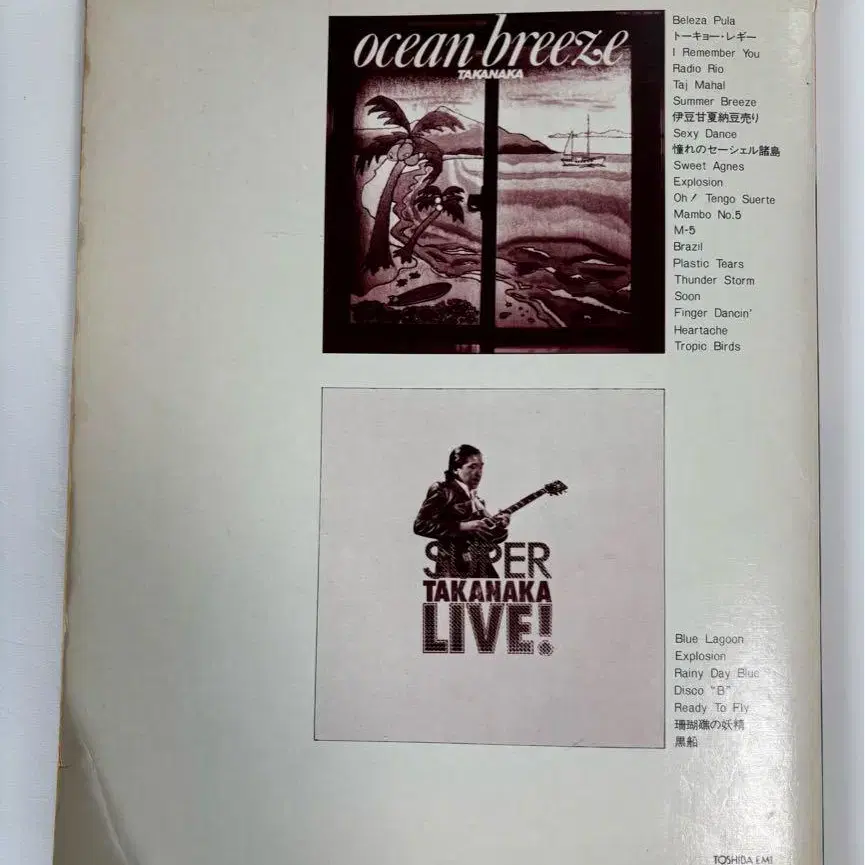 ocean breeze
TAKANAKA
Beleza Pula
トーキョー・レギー
I Remember You
Radio Rio
Taj Mahal
Summer Breeze
伊豆甘夏納豆売り
Sexy Dance
憧れのセーシェル諸島
Sweet Agnes
Explosion
Oh! Tengo Suerte
Mambo No.5
M-5
Brazil
Plastic Tears
Thunder Storm
Soon
Finger Dancin'
Heartache
Tropic Birds
SUPER
TAKANAKA
LIVE!
Blue Lagoon
Explosion
Rainy Day Blue
Disco "B"
Ready To Fly
珊瑚礁の妖精
黒船
TOSHIBA EMI